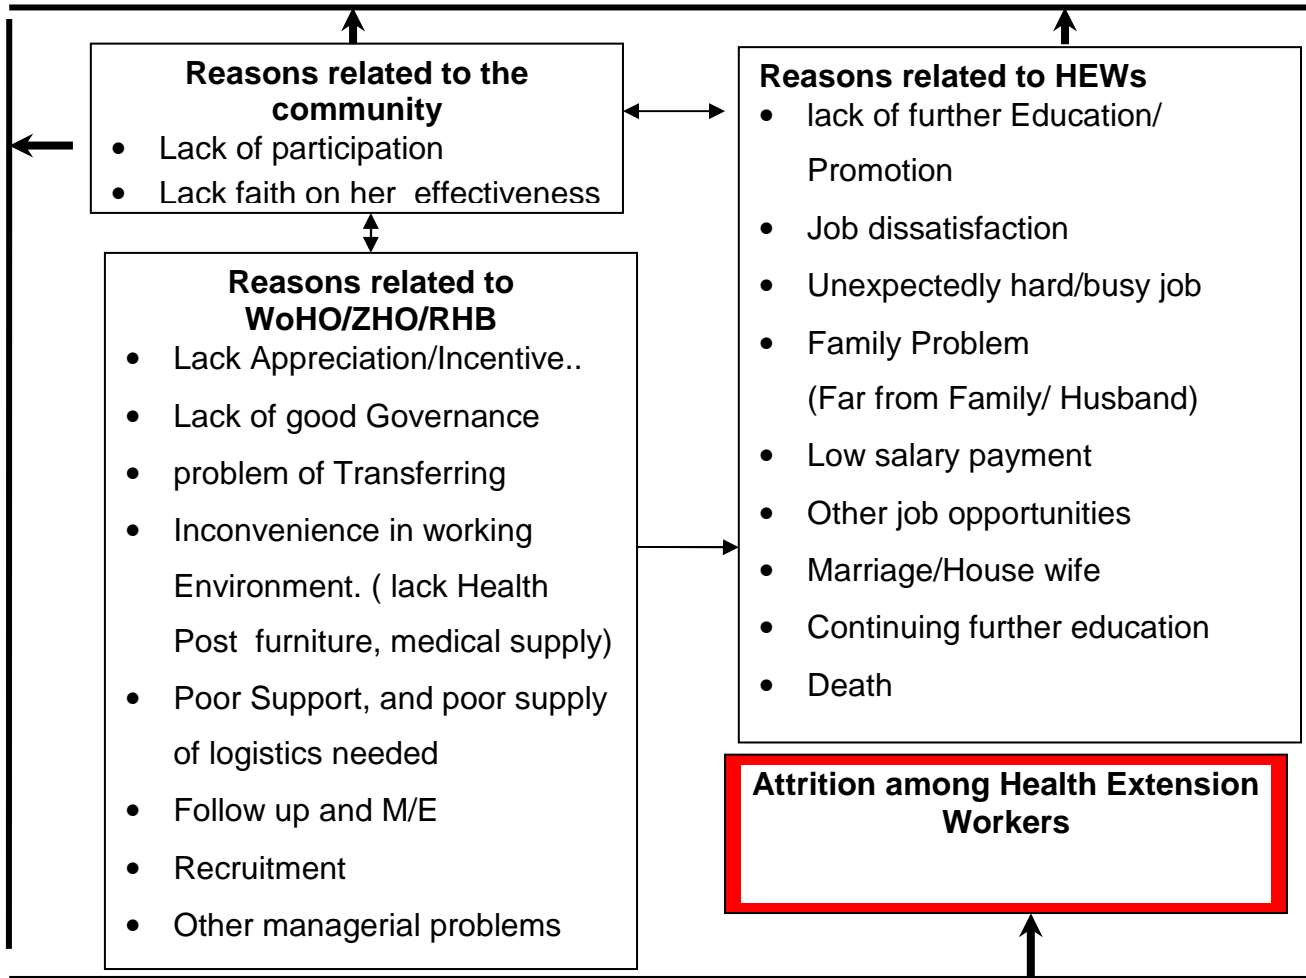 Reasons related to the
community
• Lack of participation
• Lack faith on her  effectiveness
Reasons related to
WoHO/ZHO/RHB
• Lack Appreciation/Incentive..
• Lack of good Governance
• problem of Transferring
• Inconvenience in working
Environment. ( lack Health
Post  furniture, medical supply)
• Poor Support, and poor supply
of logistics needed
• Follow up and M/E
• Recruitment
• Other managerial problems
Reasons related to HEWs
• lack of further Education/
Promotion
• Job dissatisfaction
• Unexpectedly hard/busy job
• Family Problem
(Far from Family/ Husband)
• Low salary payment
• Other job opportunities
• Marriage/House wife
• Continuing further education
• Death
Attrition among Health Extension
Workers